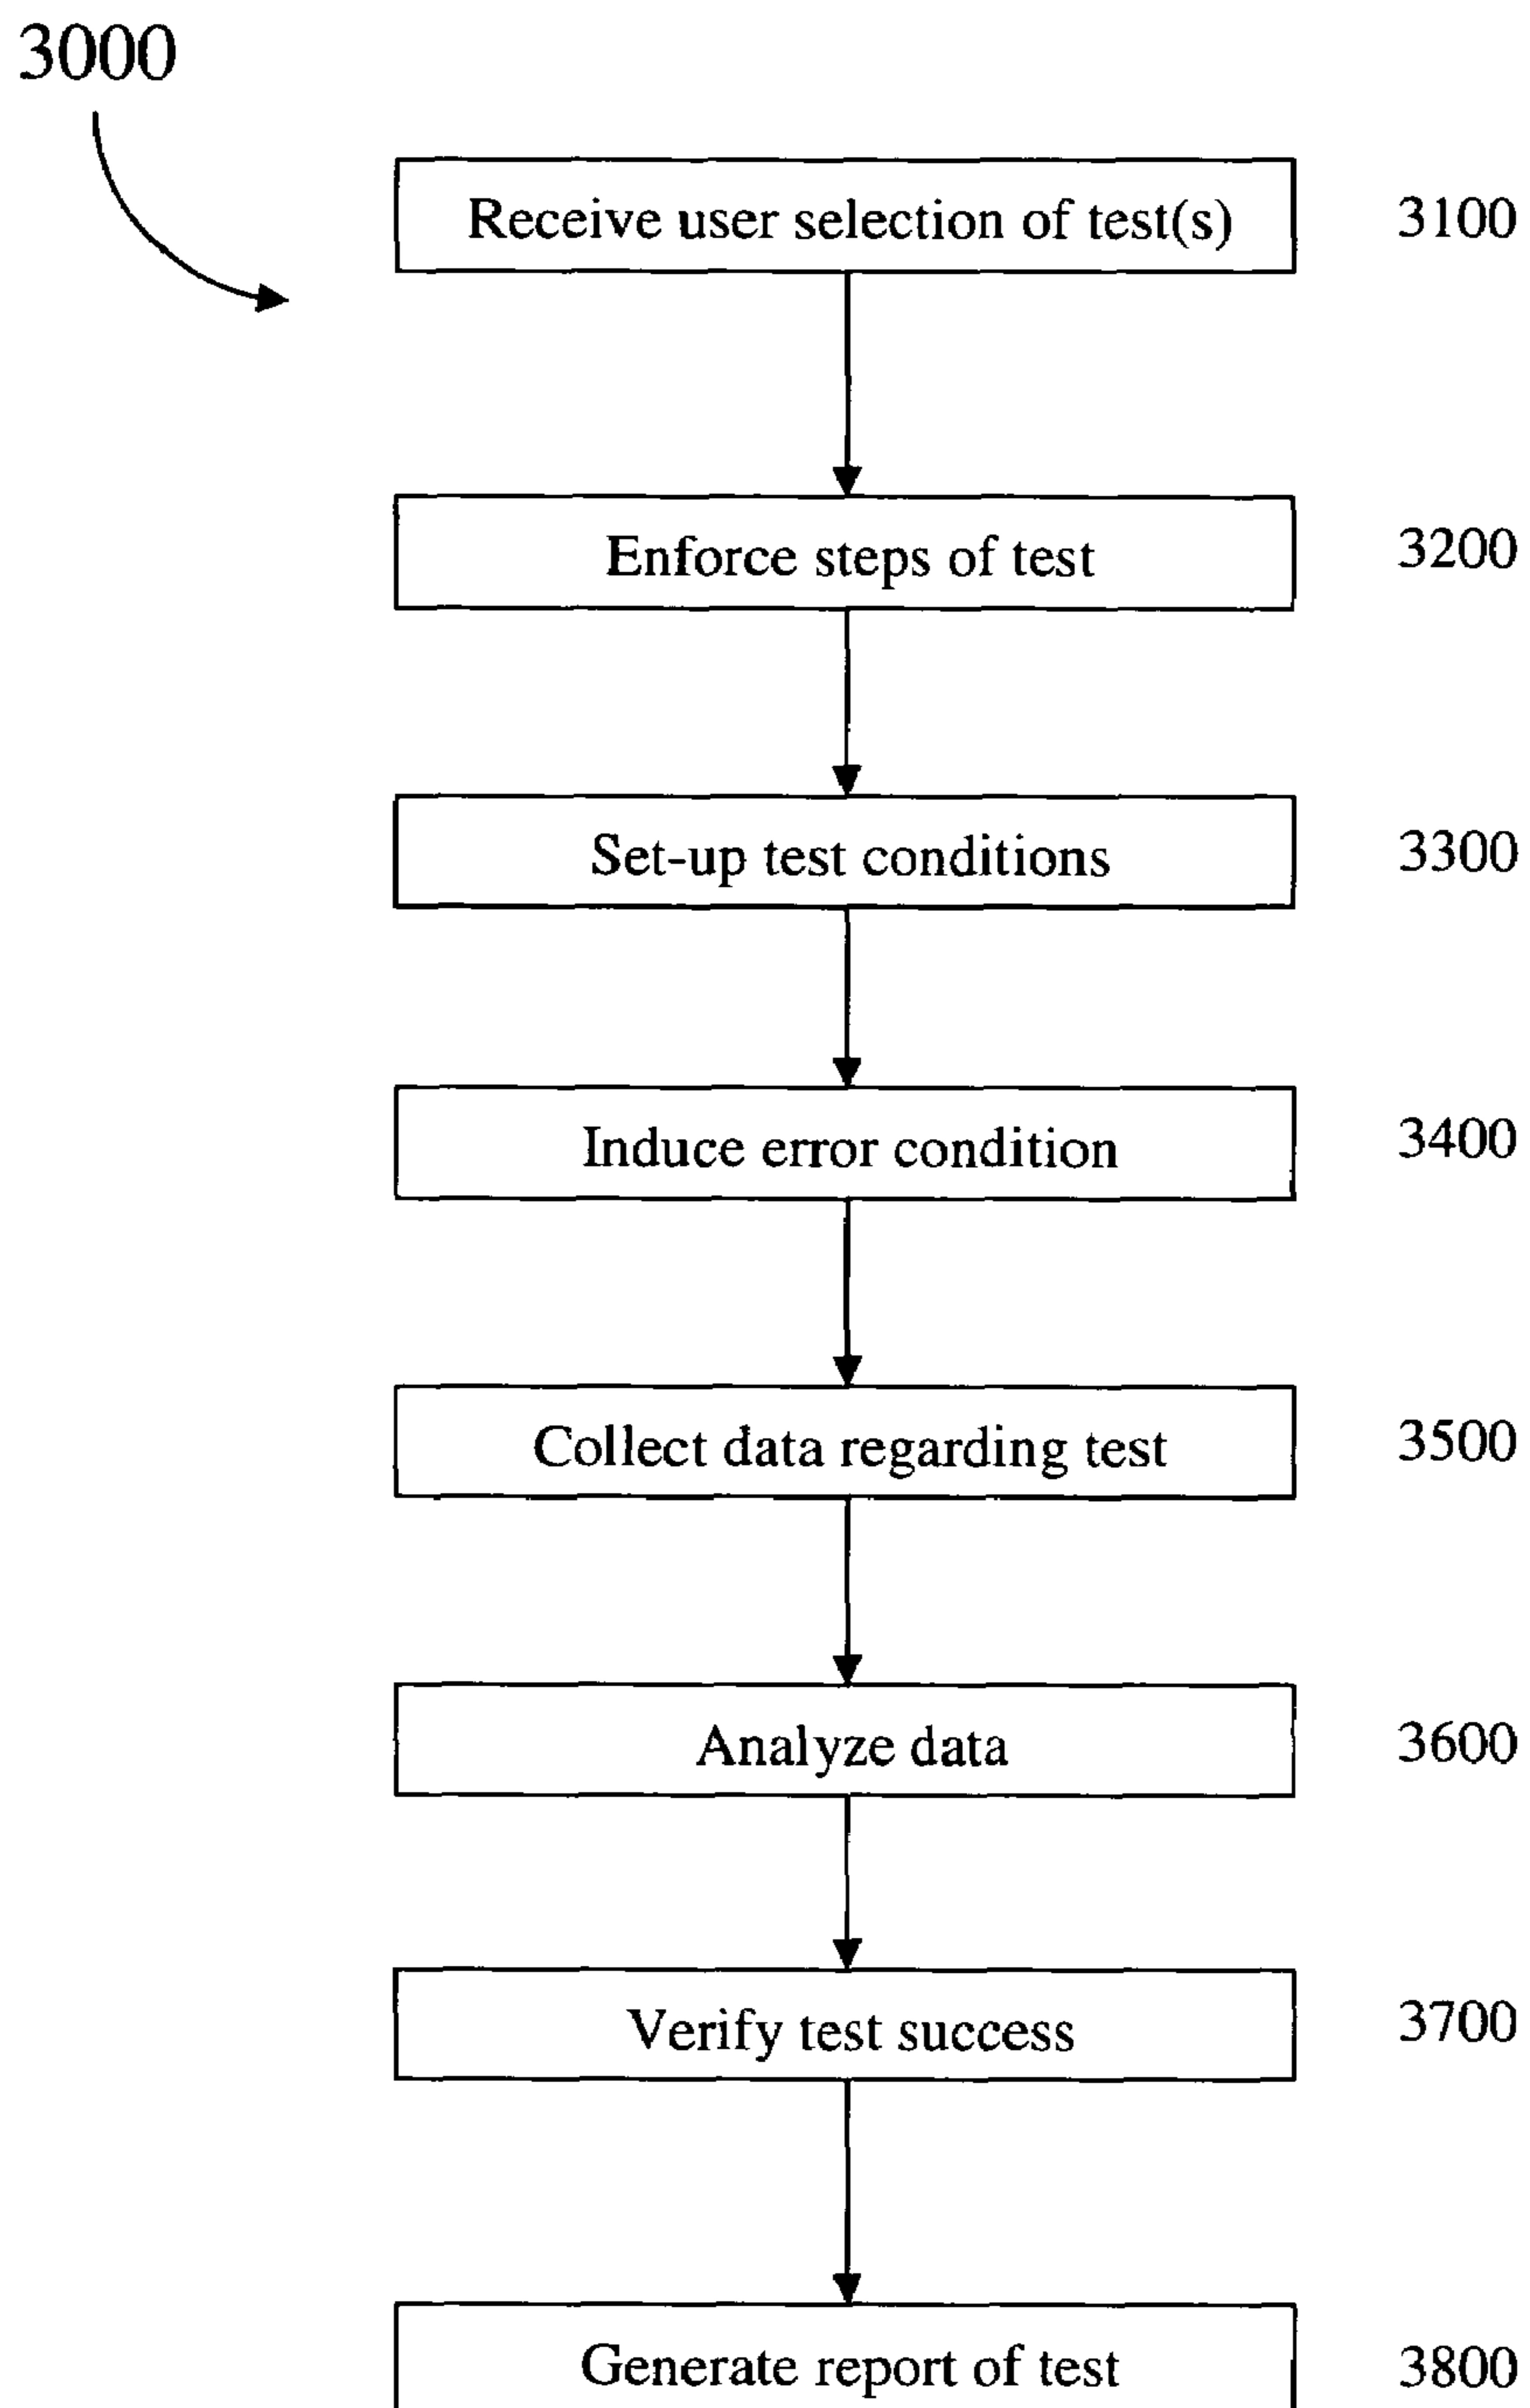 3000
Receive user selection of test(s) 3100
Enforce steps of test 3200
Set-up test conditions 3300
Induce error condition 3400
Collect data regarding test 3500
Analyze data 3600
Verify test success 3700
Generate report of test 3800